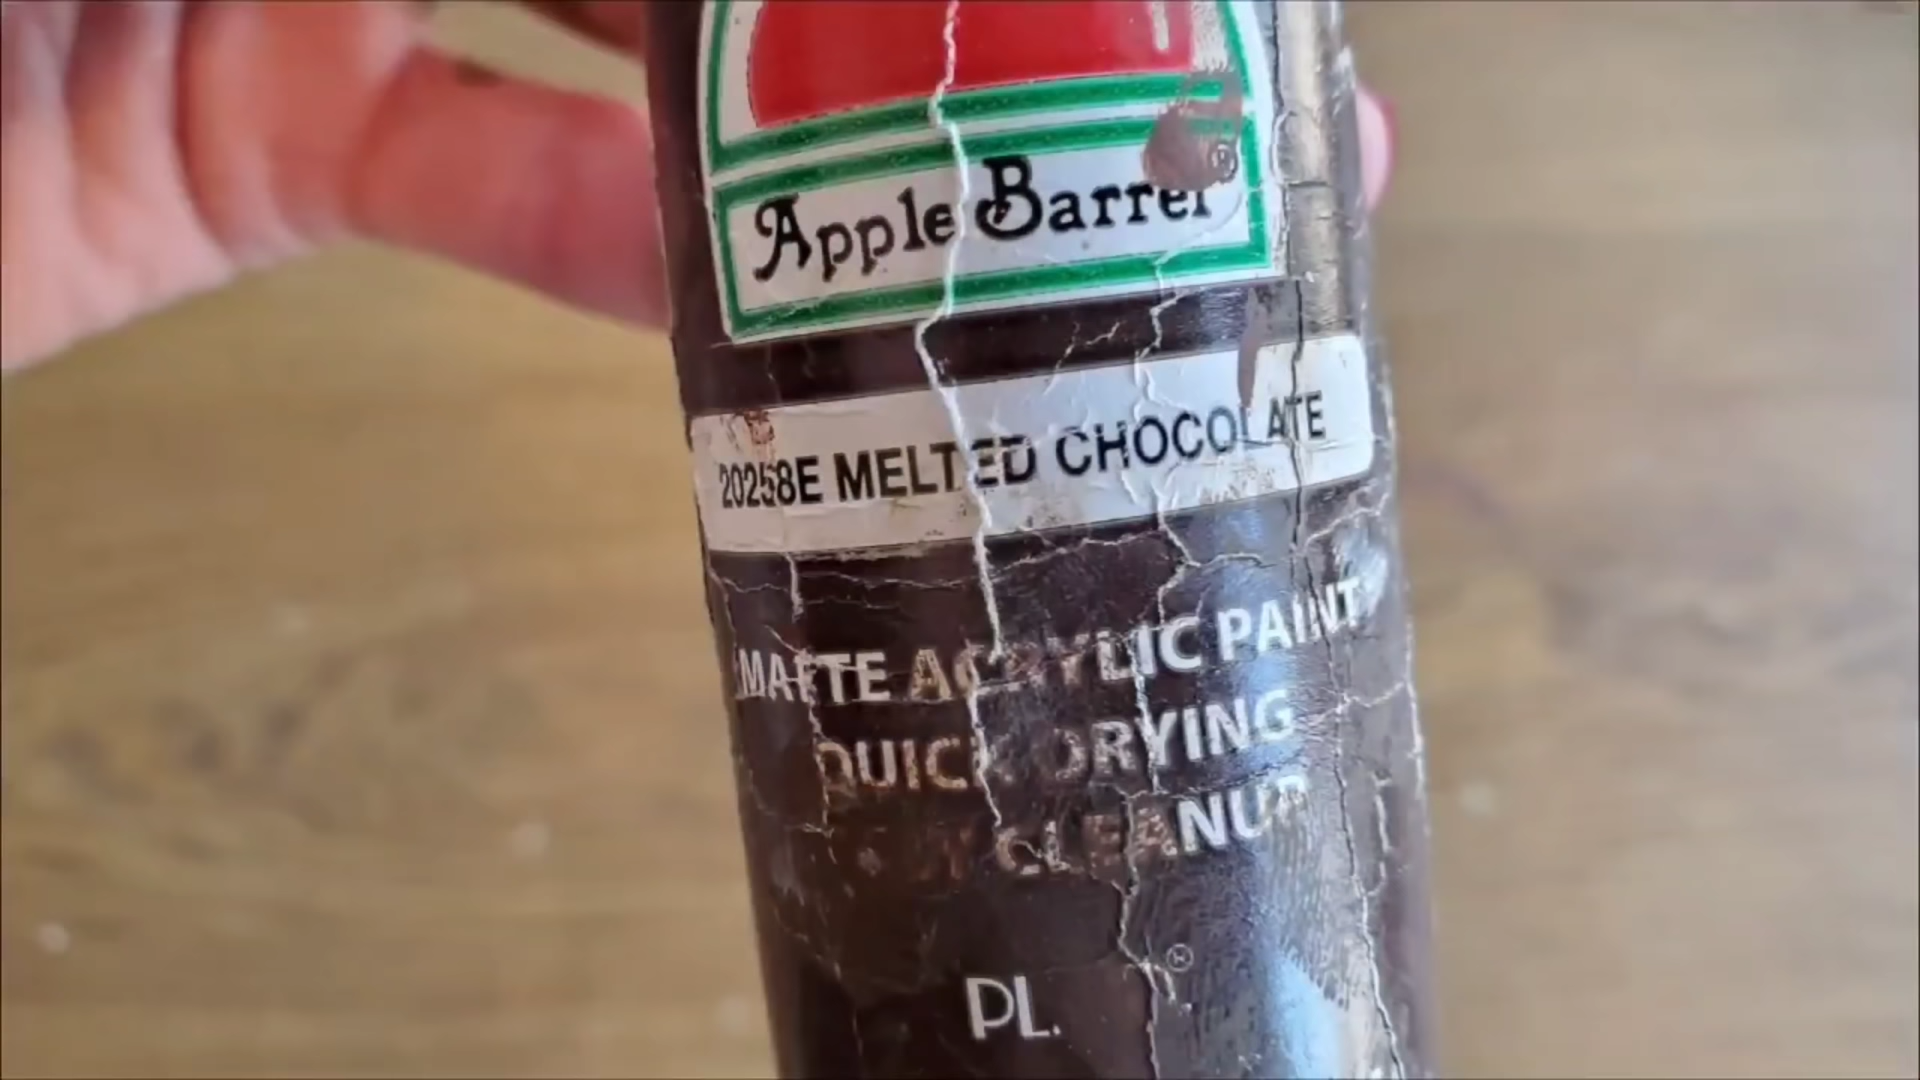 Apple Barrel®
20258E MELTED CHOCOLATE
MATTE ACRYLIC PAINT
QUICK DRYING
CLEANUP
®
PL